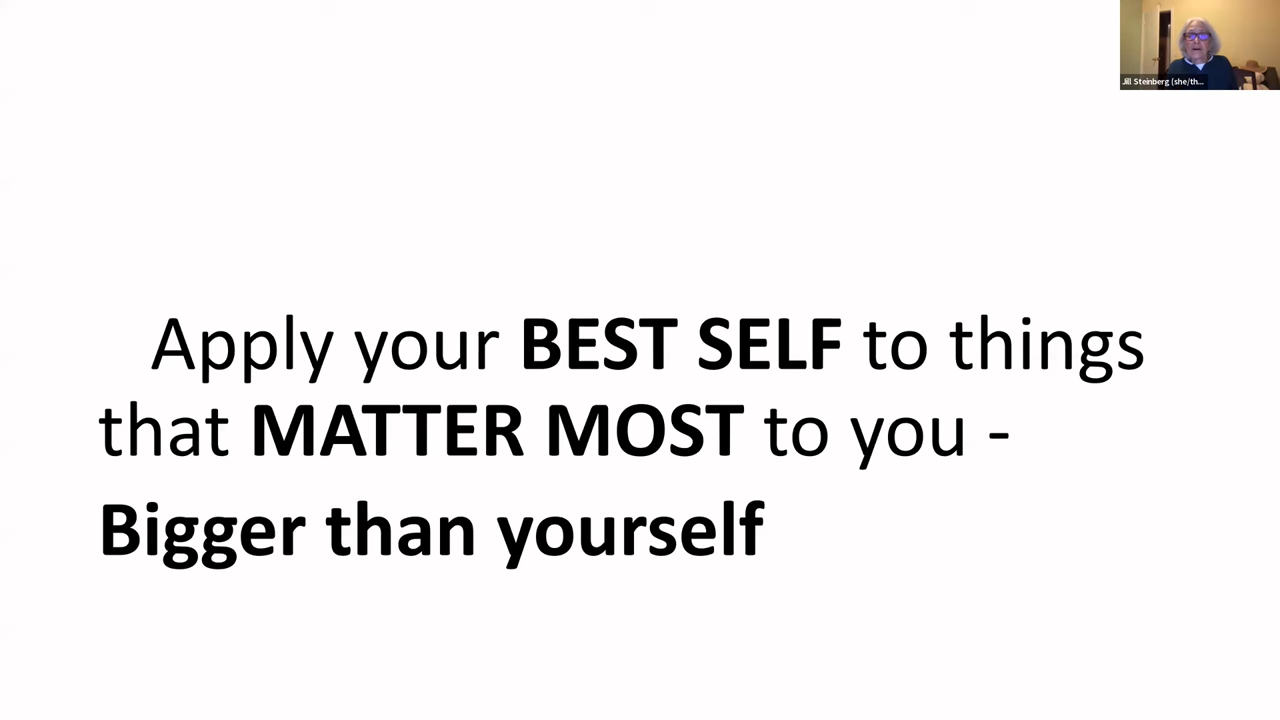 Jill Steinberg (she/th...
Apply your BEST SELF to things
that MATTER MOST to you -
Bigger than yourself